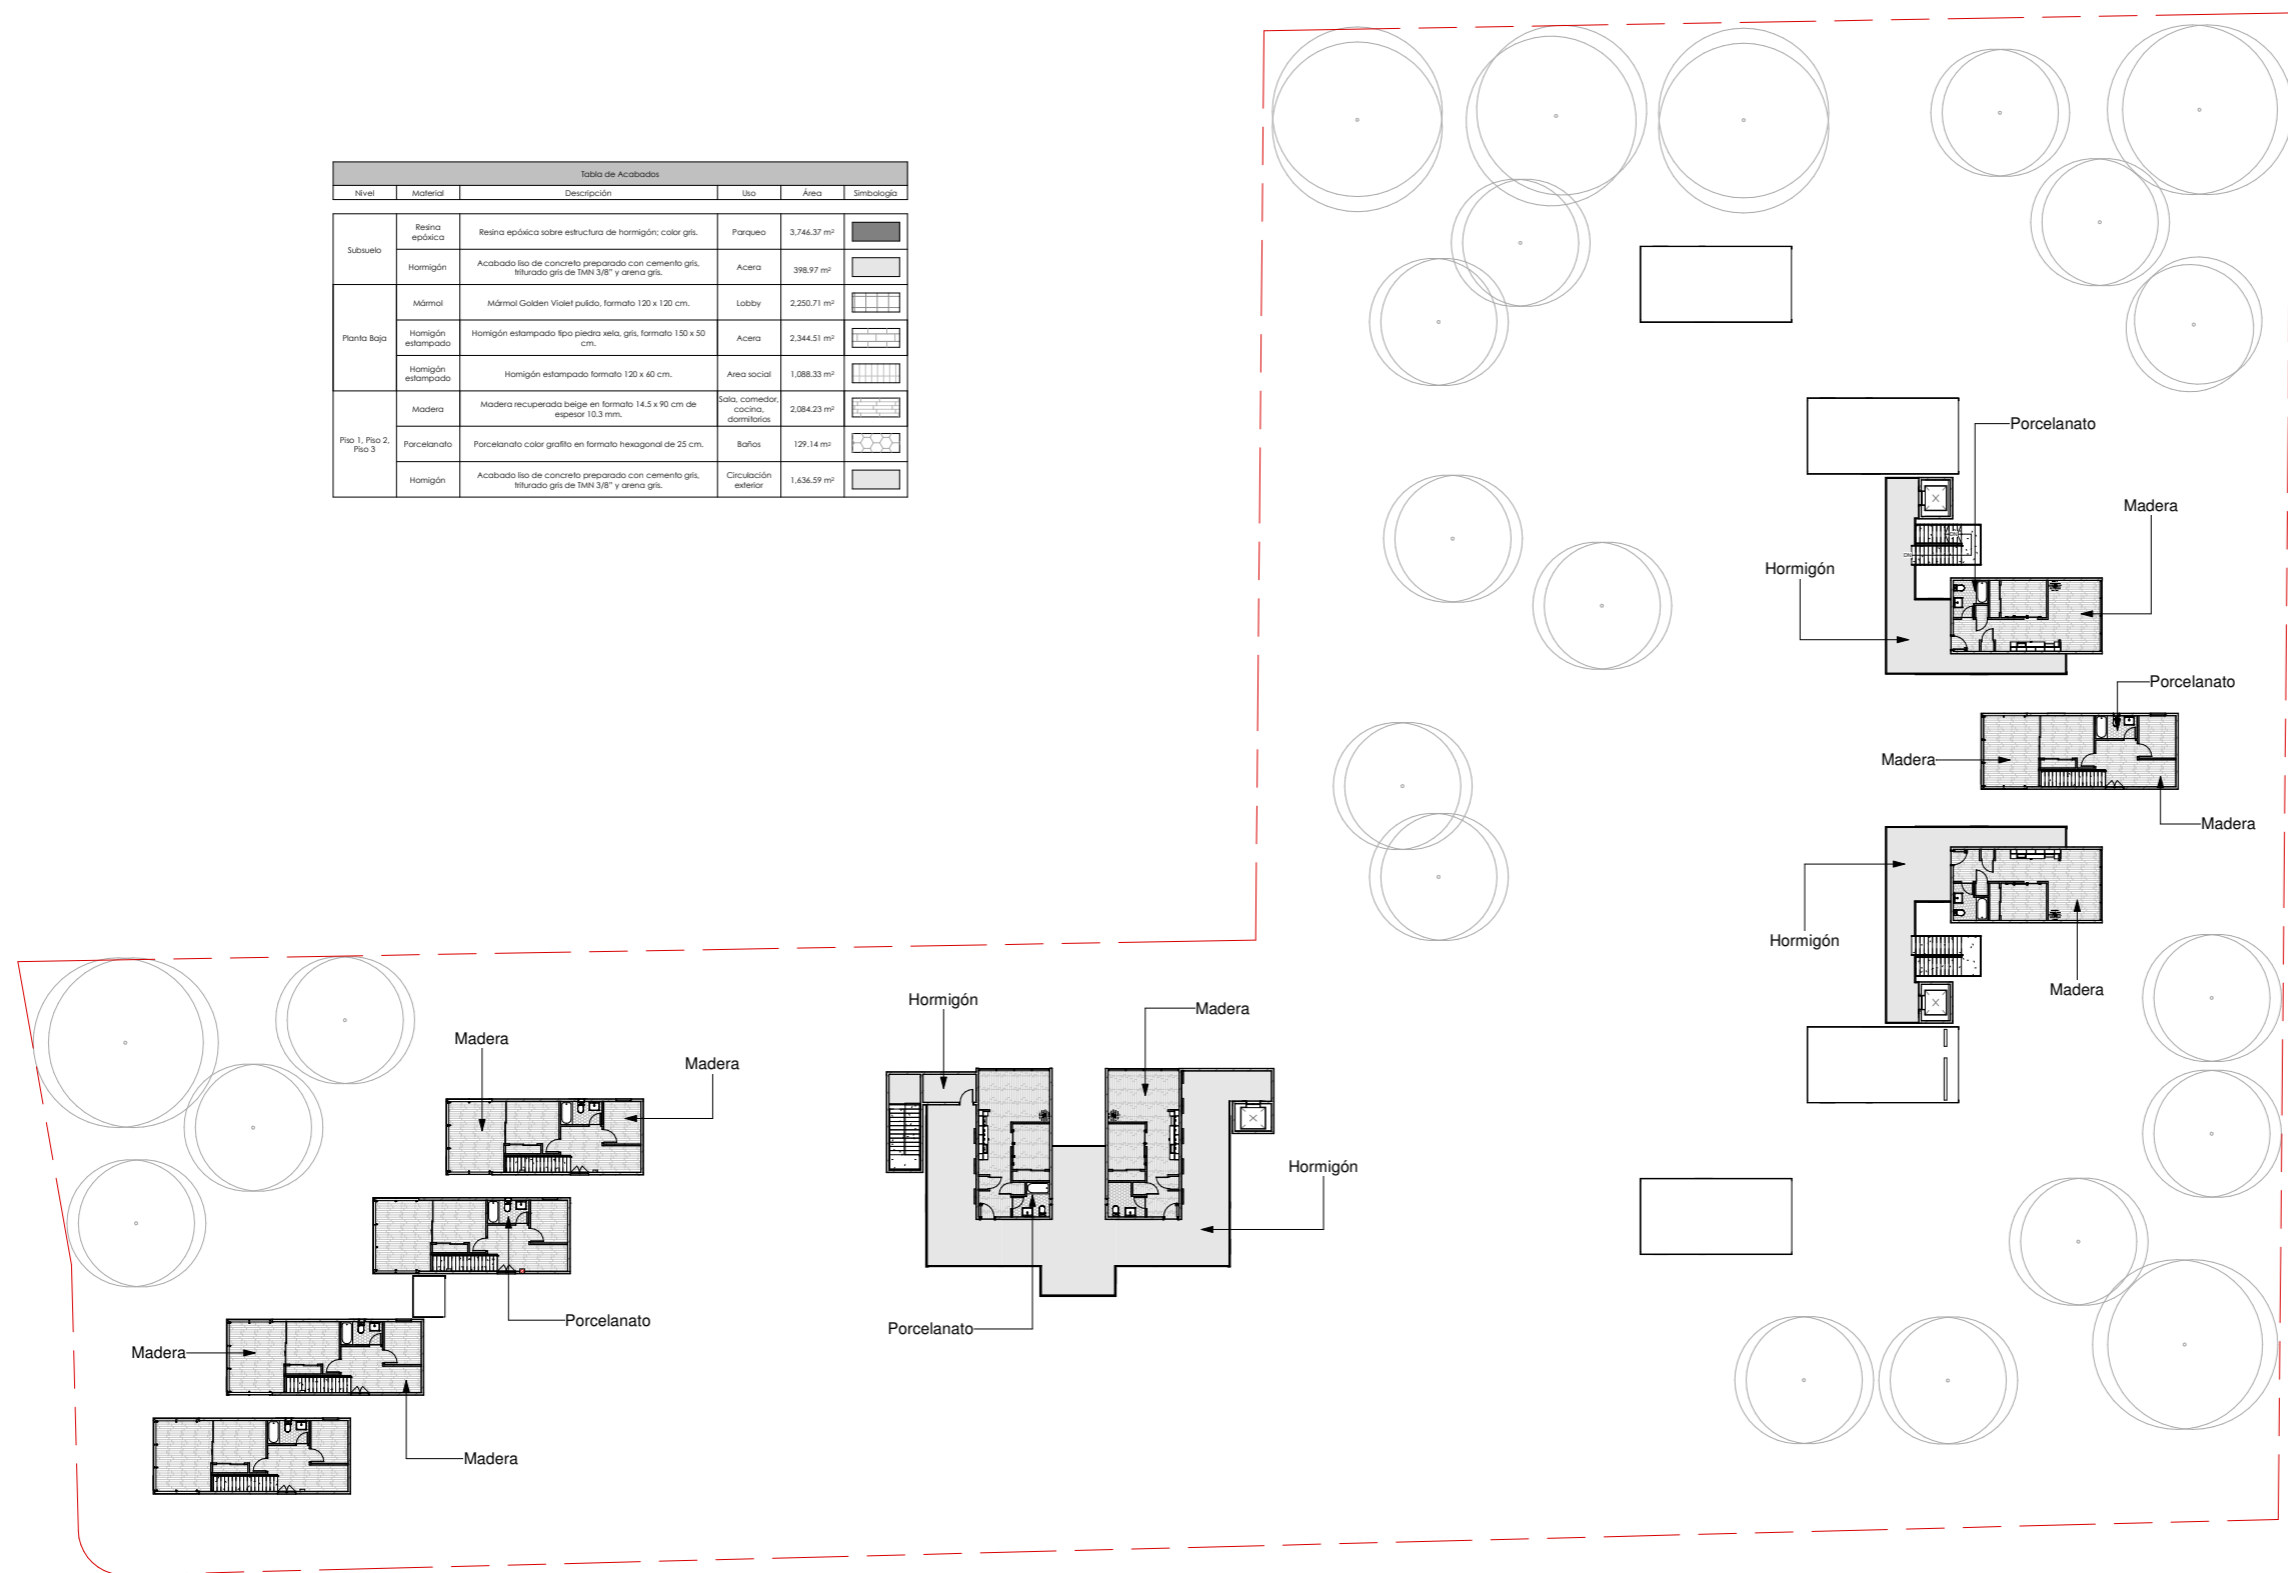 Tabla de Acabados
Nivel Material Descripción Uso Área Simbología
Subsuelo
Resina
epóxica
Resina epóxica sobre estructura de hormigón; color gris.
Parqueo
3,746.37 m²
Hormigón
Acabado liso de concreto preparado con cemento gris,
triturado gris de TMN 3/8" y arena gris.
Acera
398.97 m²
Planta Baja
Mármol
Mármol Golden Violet pulido, formato 120 x 120 cm.
Lobby
2,250.71 m²
Homigón
estampado
Homigón estampado tipo piedra xela, gris, formato 150 x 50
cm.
Acera
2,344.51 m²
Homigón
estampado
Homigón estampado formato 120 x 60 cm.
Area social
1,088.33 m²
Piso 1, Piso 2,
Piso 3
Madera
Madera recuperada beige en formato 14.5 x 90 cm de
espesor 10.3 mm.
Sala, comedor,
cocina,
dormitorios
2,084.23 m²
Porcelanato
Porcelanato color grafito en formato hexagonal de 25 cm.
Baños
129.14 m²
Homigón
Acabado liso de concreto preparado con cemento gris,
triturado gris de TMN 3/8" y arena gris.
Circulación
exterior
1,636.59 m²
Porcelanato
Madera
Hormigón
DN
DN
Porcelanato
Madera
Madera
Hormigón
Madera
Hormigón
Madera
Madera
Madera
Hormigón
Porcelanato
Porcelanato
Madera
Madera